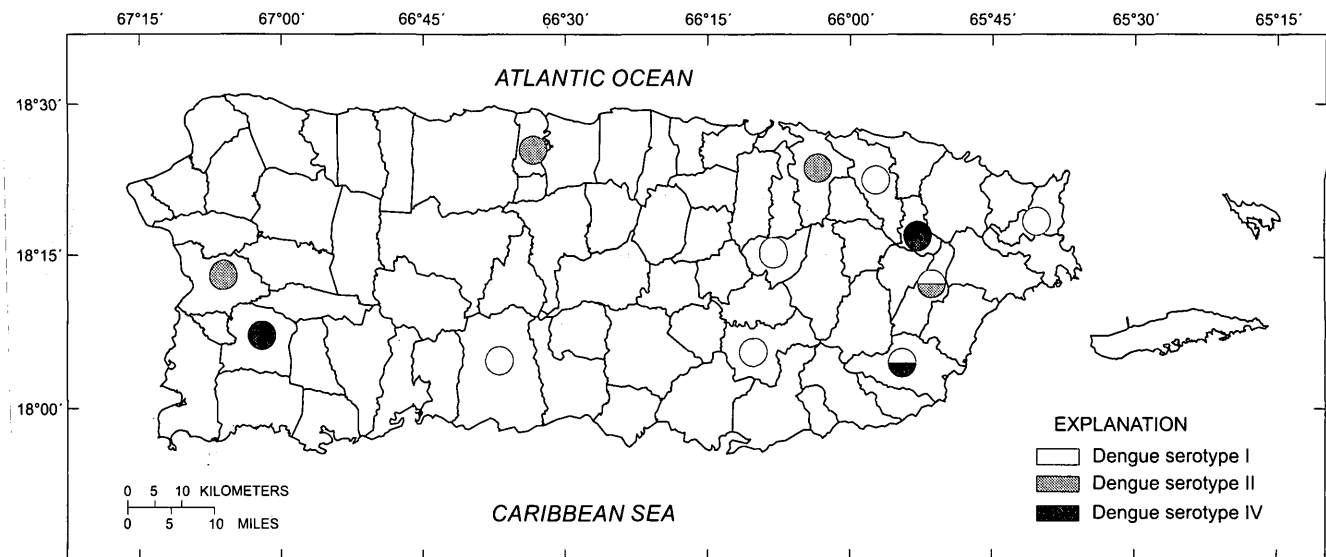 67°15′ 67°00′ 66°45′ 66°30′ 66°15′ 66°00′ 65°45′ 65°30′ 65°15′
ATLANTIC OCEAN
18°30′
18°15′
18°00′
EXPLANATION
Dengue serotype I
Dengue serotype II
Dengue serotype IV
0 5 10 KILOMETERS
0 5 10 MILES
CARIBBEAN SEA